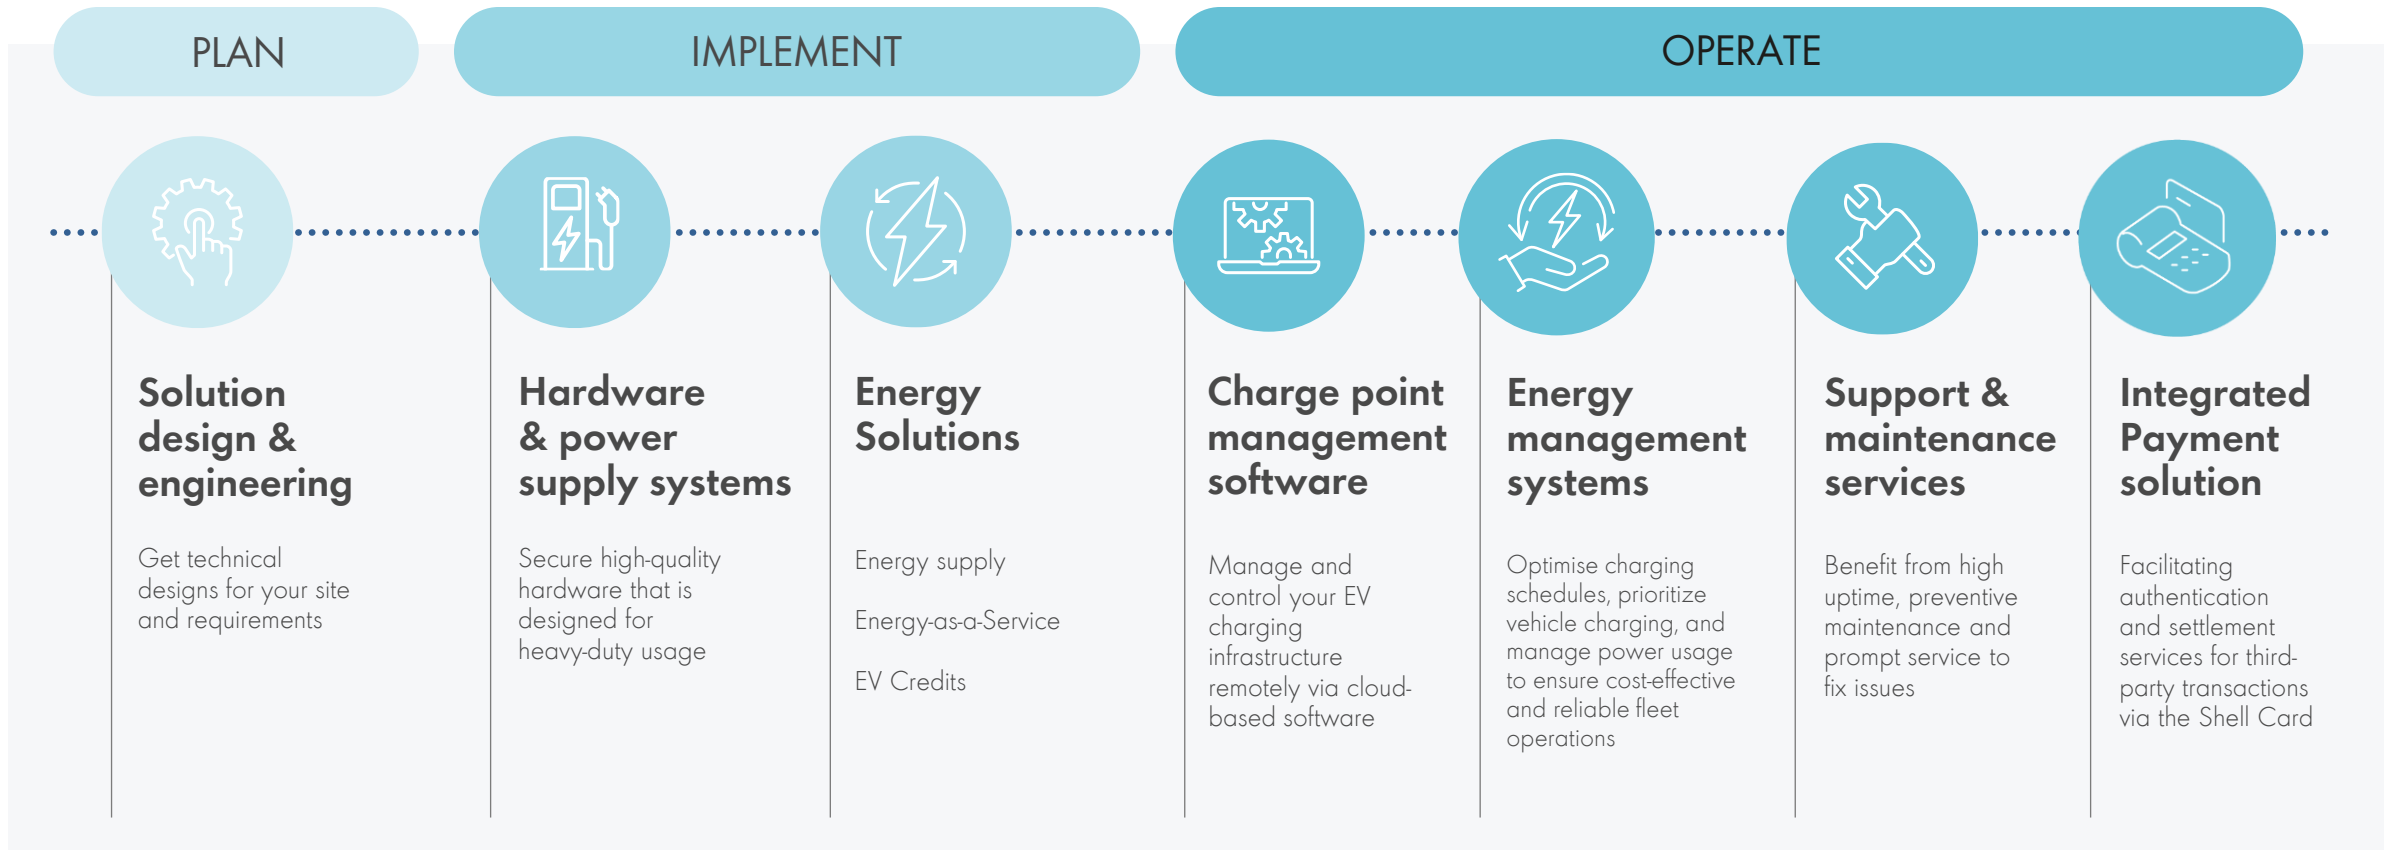 PLAN
IMPLEMENT
OPERATE
Solution
design &
engineering
Get technical
designs for your site
and requirements
Hardware
& power
supply systems
Secure high-quality
hardware that is
designed for
heavy-duty usage
Energy
Solutions
Energy supply
Energy-as-a-Service
EV Credits
Charge point
management
software
Manage and
control your EV
charging
infrastructure
remotely via cloud-
based software
Energy
management
systems
Optimise charging
schedules, prioritize
vehicle charging, and
manage power usage
to ensure cost-effective
and reliable fleet
operations
Support &
maintenance
services
Benefit from high
uptime, preventive
maintenance and
prompt service to
fix issues
Integrated
Payment
solution
Facilitating
authentication
and settlement
services for third-
party transactions
via the Shell Card